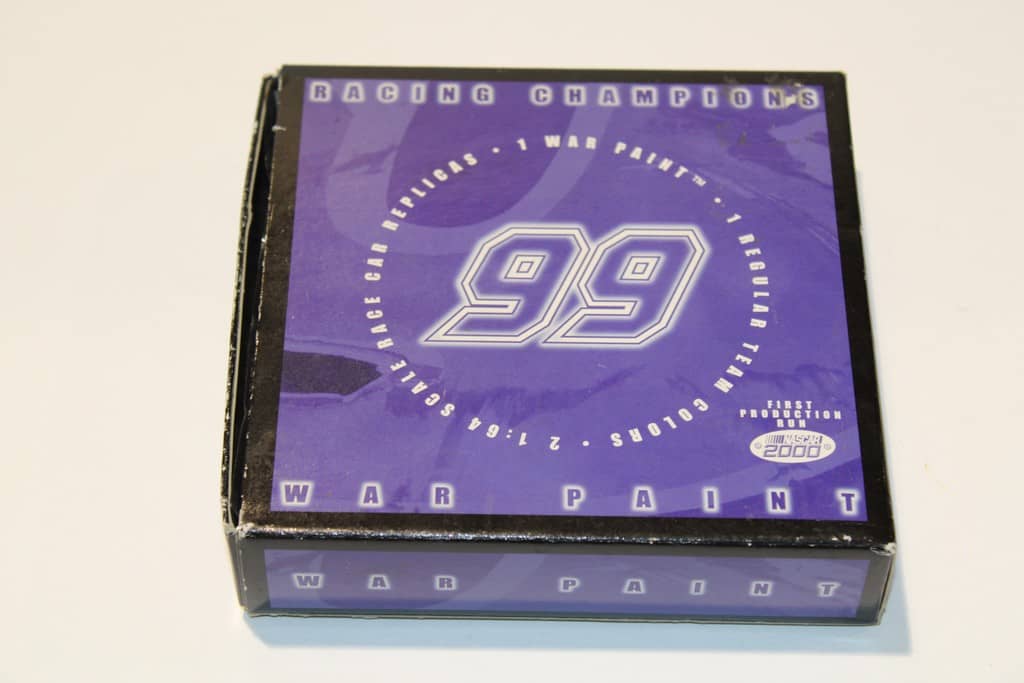 RACING CHAMPIONS
1 WAR PAINT™ • 1 REGULAR TEAM COLORS • 2 1:64 SCALE RACE CAR REPLICAS •
99
FIRST
PRODUCTION
RUN
NASCAR
2000
WAR PAINT
WAR PAINT